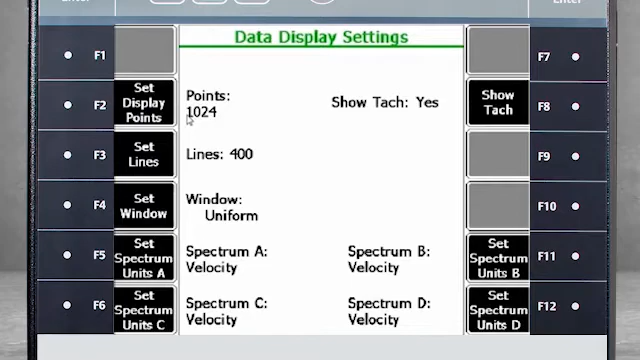 Enter
Enter
Data Display Settings
F1
F7
Set
Display
Points
F2
Points:
1024
Show Tach: Yes
Show
Tach
F8
Set
Lines
F3
Lines: 400
F9
Set
Window
F4
Window:
Uniform
F10
Set
Spectrum
Units A
F5
Spectrum A:
Velocity
Spectrum B:
Velocity
Set
Spectrum
Units B
F11
Set
Spectrum
Units C
F6
Spectrum C:
Velocity
Spectrum D:
Velocity
Set
Spectrum
Units D
F12